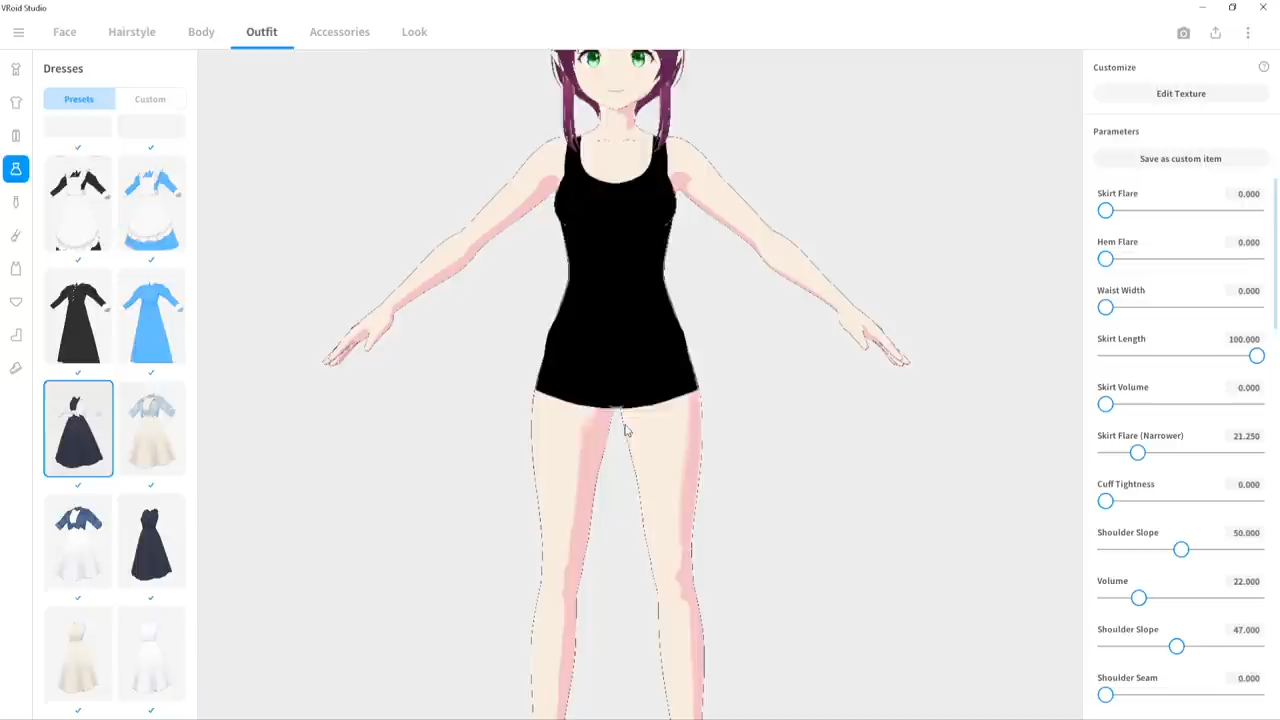 VRoid Studio
Face
Hairstyle
Body
Outfit
Accessories
Look
Dresses
Presets
Custom
Customize
Edit Texture
Parameters
Save as custom item
Skirt Flare 0.000
Hem Flare 0.000
Waist Width 0.000
Skirt Length 100.000
Skirt Volume 0.000
Skirt Flare (Narrower) 21.250
Cuff Tightness 0.000
Shoulder Slope 50.000
Volume 22.000
Shoulder Slope 47.000
Shoulder Seam 0.000